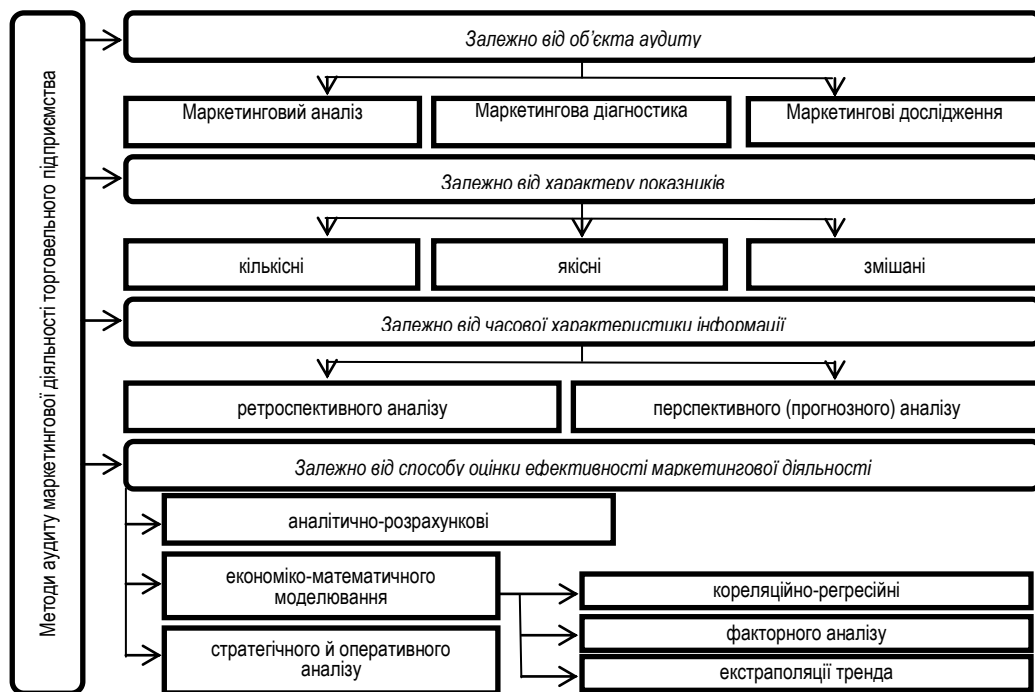 Методи аудиту маркетингової діяльності торговельного підприємства
Залежно від об'єкта аудиту
Маркетинговий аналіз
Маркетингова діагностика
Маркетингові дослідження
Залежно від характеру показників
кількісні
якісні
змішані
Залежно від часової характеристики інформації
ретроспективного аналізу
перспективного (прогнозного) аналізу
Залежно від способу оцінки ефективності маркетингової діяльності
аналітично-розрахункові
економіко-математичного
моделювання
кореляційно-регресійні
факторного аналізу
екстраполяції тренда
стратегічного й оперативного
аналізу